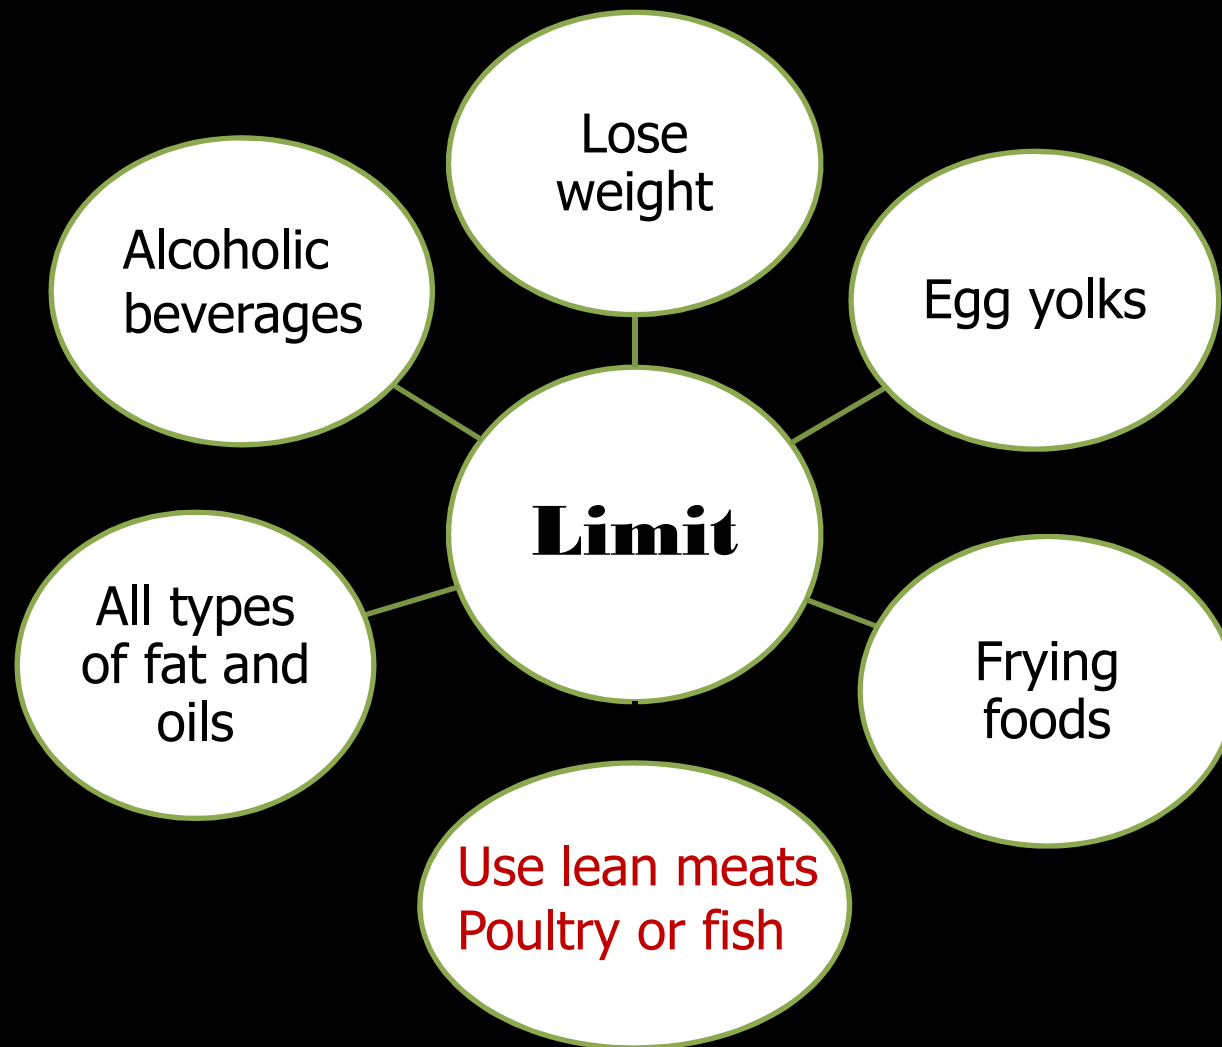 Lose
weight
Alcoholic
beverages
Egg yolks
Limit
All types
of fat and
oils
Frying
foods
Use lean meats
Poultry or fish